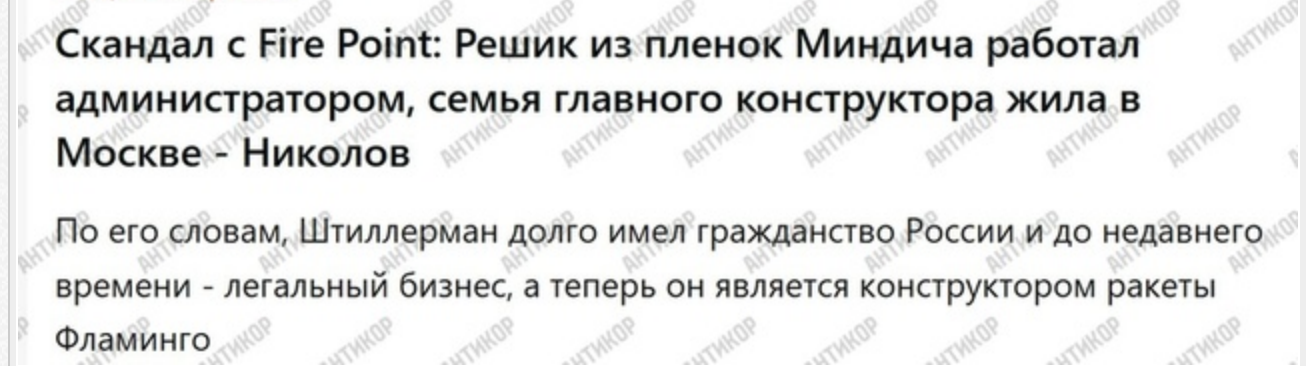 Скандал с Fire Point: Решик из пленок Миндича работал
администратором, семья главного конструктора жила в
Москве - Николов
По его словам, Штиллерман долго имел гражданство России и до недавнего
времени - легальный бизнес, а теперь он является конструктором ракеты
Фламинго
АНТИКОР